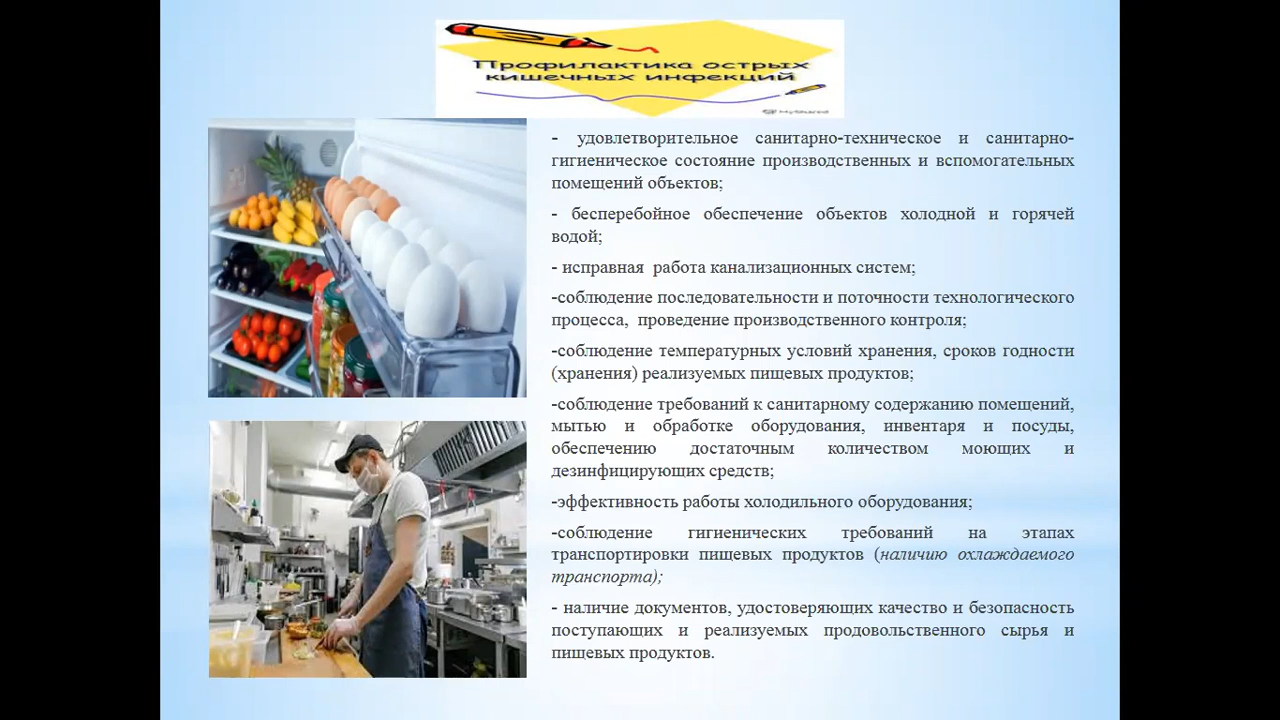 Профилактика острых
кишечных инфекций
MyShared
- удовлетворительное санитарно-техническое и санитарно-
гигиеническое состояние производственных и вспомогательных
помещений объектов;
- бесперебойное обеспечение объектов холодной и горячей
водой;
- исправная работа канализационных систем;
-соблюдение последовательности и поточности технологического
процесса, проведение производственного контроля;
-соблюдение температурных условий хранения, сроков годности
(хранения) реализуемых пищевых продуктов;
-соблюдение требований к санитарному содержанию помещений,
мытью и обработке оборудования, инвентаря и посуды,
обеспечению достаточным количеством моющих и
дезинфицирующих средств;
-эффективность работы холодильного оборудования;
-соблюдение гигиенических требований на этапах
транспортировки пищевых продуктов (наличию охлаждаемого
транспорта);
- наличие документов, удостоверяющих качество и безопасность
поступающих и реализуемых продовольственного сырья и
пищевых продуктов.